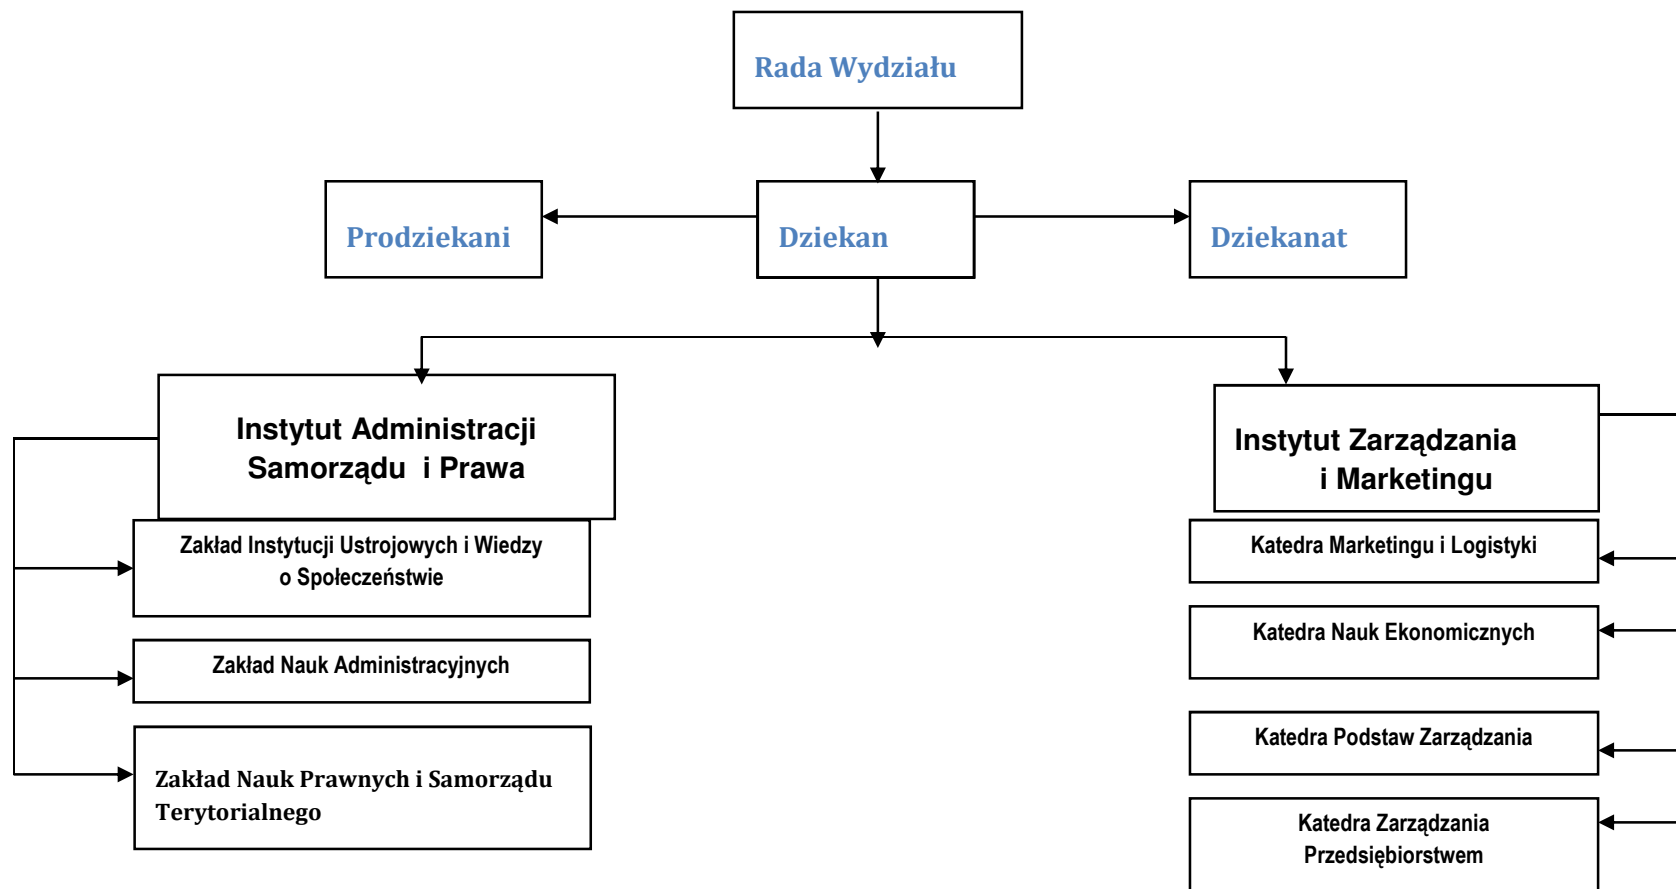 Rada Wydziału
Prodziekani
Dziekan
Dziekanat
Instytut Administracji
Samorządu i Prawa
Zakład Instytucji Ustrojowych i Wiedzy
o Społeczeństwie
Zakład Nauk Administracyjnych
Zakład Nauk Prawnych i Samorządu
Terytorialnego
Instytut Zarządzania
i Marketingu
Katedra Marketingu i Logistyki
Katedra Nauk Ekonomicznych
Katedra Podstaw Zarządzania
Katedra Zarządzania
Przedsiębiorstwem